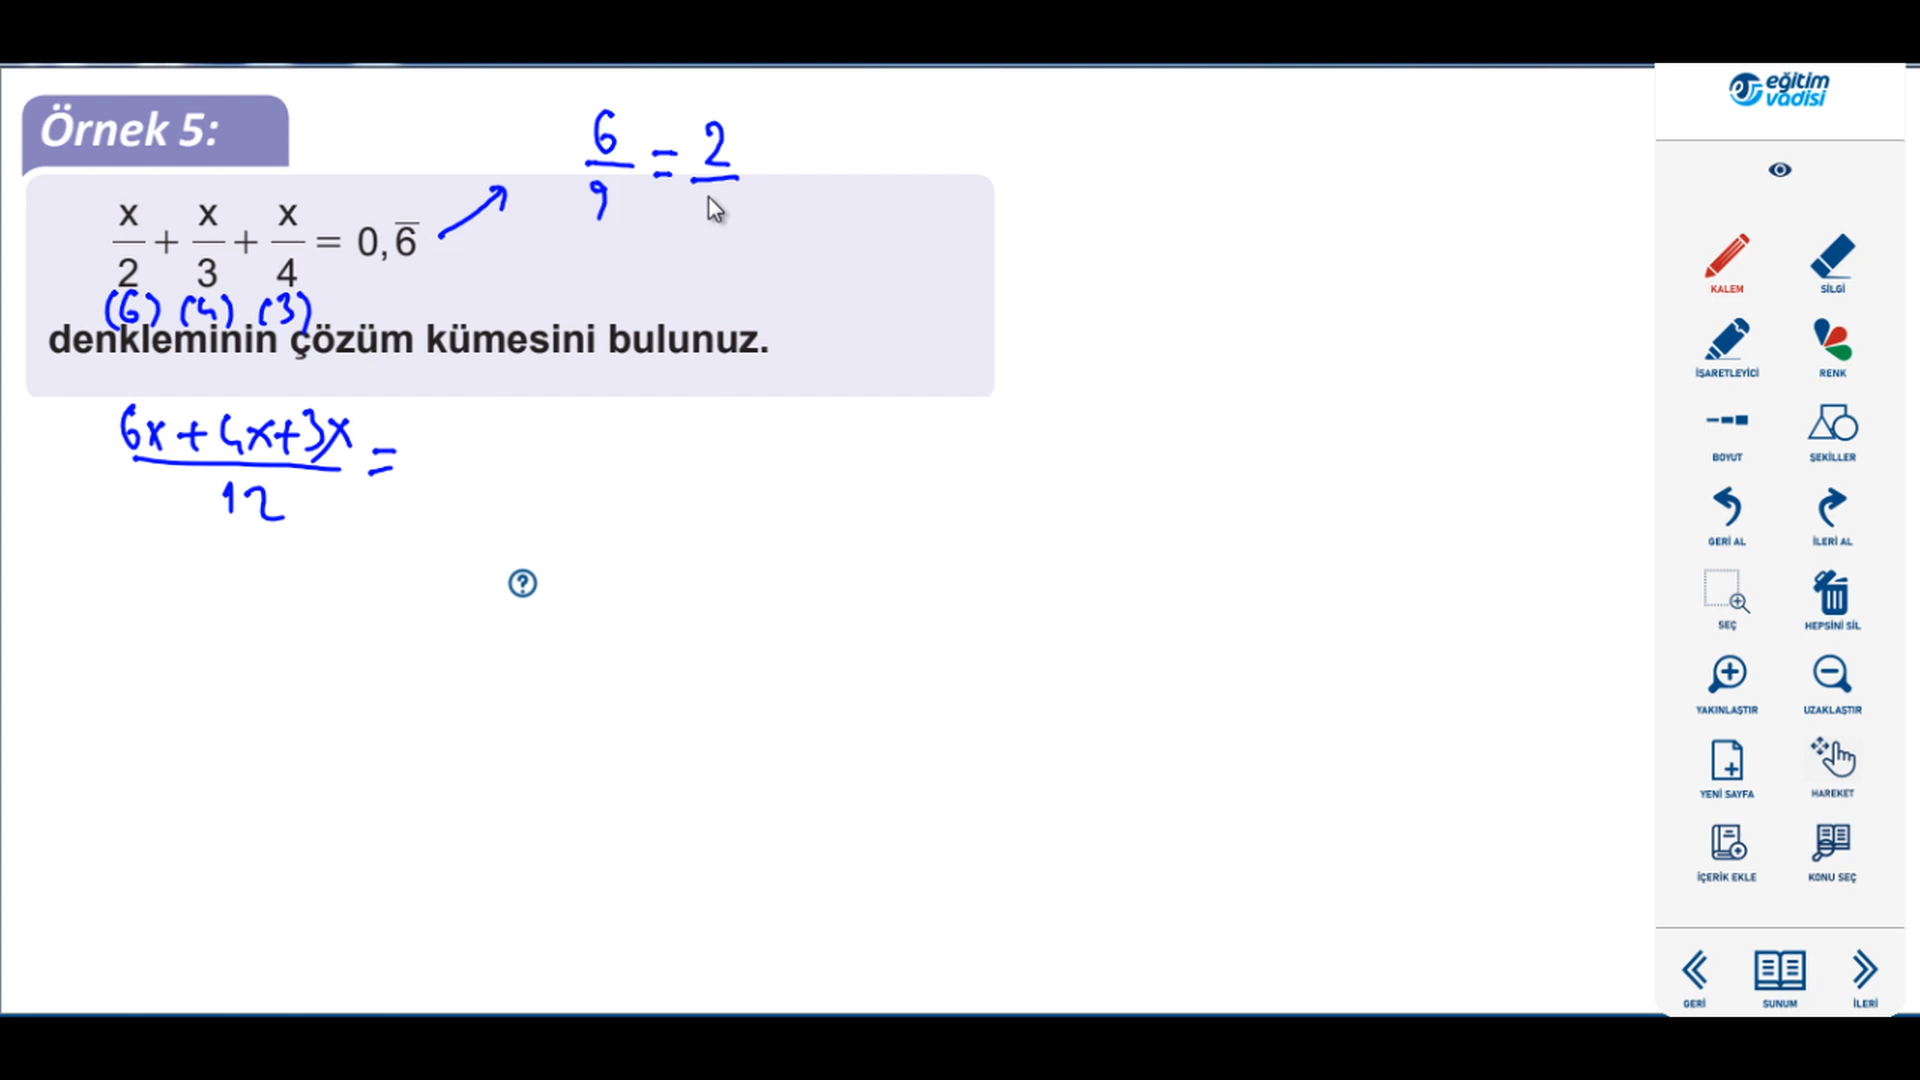 Örnek 5:
6/9 = 2/
x/2 + x/3 + x/4 = 0,6̅
(6) (4) (3)
denkleminin çözüm kümesini bulunuz.
6x + 4x + 3x / 12 =
?
eğitim
vadisi
KALEM SİLGİ
İŞARETLEYİCİ RENK
BOYUT ŞEKİLLER
GERİ AL İLERİ AL
SEÇ HEPSİNİ SİL
YAKINLAŞTIR UZAKLAŞTIR
YENİ SAYFA HAREKET
İÇERİK EKLE KONU SEÇ
GERİ SUNUM İLERİ